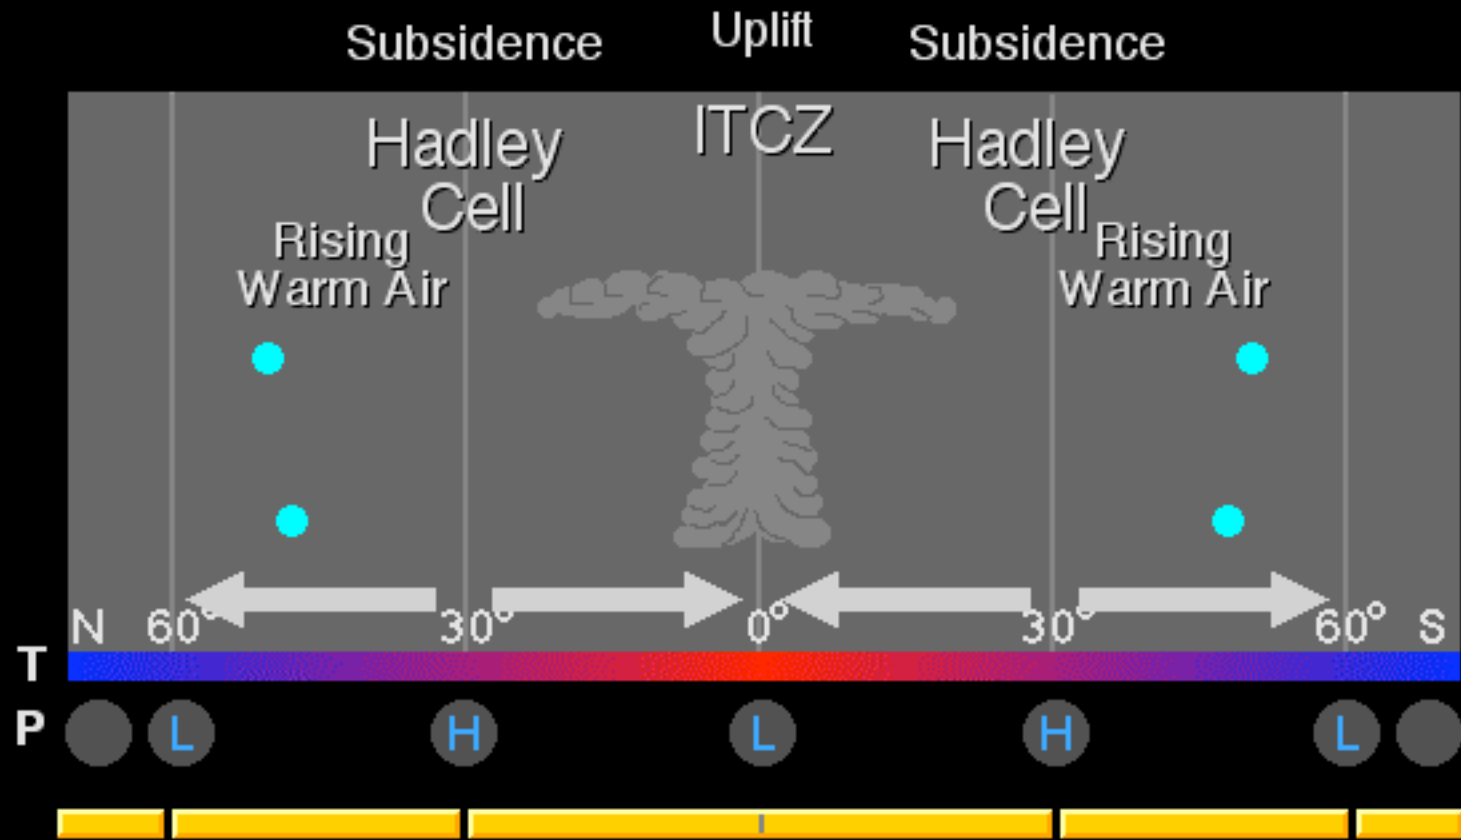 Subsidence Uplift Subsidence
ITCZ
Hadley Cell
Hadley Cell
Rising
Warm Air
Rising
Warm Air
N 60° 30° 0° 30° 60° S
T
P L H L H L